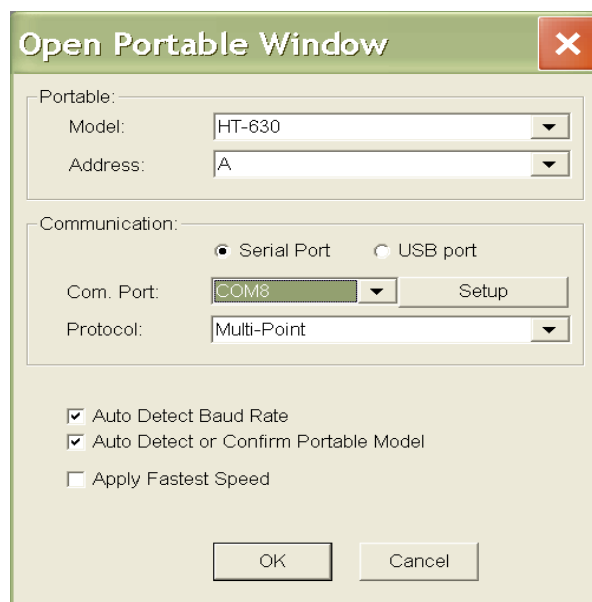 Open Portable Window
Portable:
Model: HT-630
Address: A
Communication:
Serial Port USB port
Com. Port: COM8 Setup
Protocol: Multi-Point
Auto Detect Baud Rate
Auto Detect or Confirm Portable Model
Apply Fastest Speed
OK Cancel